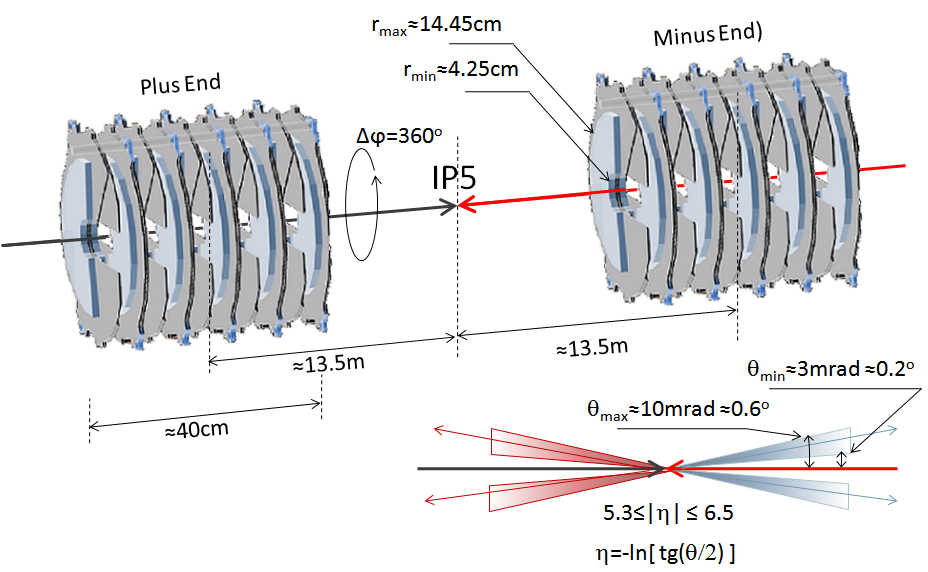 r_max≈14.45cm
Minus End)
r_min≈4.25cm
Plus End
Δφ=360°
IP5
≈13.5m
≈13.5m
≈40cm
θ_min≈3mrad ≈0.2°
θ_max≈10mrad ≈0.6°
5.3≤|η| ≤ 6.5
η=-ln[ tg(θ/2) ]